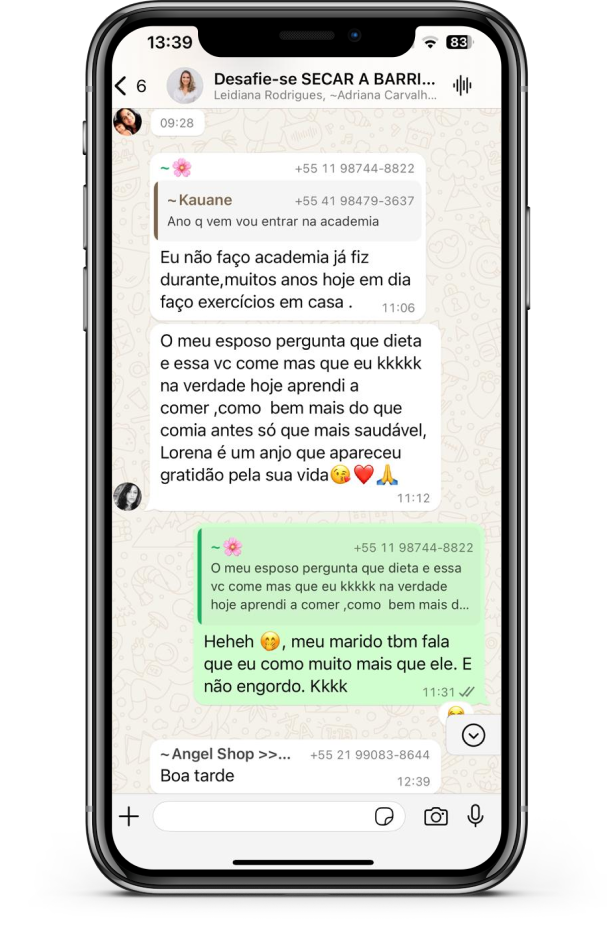 13:39
83
6
Desafie-se SECAR A BARRI...
Leidiana Rodrigues, ~Adriana Carvalh...
09:28
~🌸 +55 11 98744-8822
~Kauane +55 41 98479-3637
Ano q vem vou entrar na academia
Eu não faço academia já fiz
durante,muitos anos hoje em dia
faço exercícios em casa .
11:06
O meu esposo pergunta que dieta
e essa vc come mas que eu kkkkk
na verdade hoje aprendi a
comer ,como  bem mais do que
comia antes só que mais saudável,
Lorena é um anjo que apareceu
gratidão pela sua vida😘❤️🙏
11:12
~🌸 +55 11 98744-8822
O meu esposo pergunta que dieta e essa
vc come mas que eu kkkkk na verdade
hoje aprendi a comer ,como  bem mais d...
Heheh 🤭, meu marido tbm fala
que eu como muito mais que ele. E
não engordo. Kkkk
11:31
~Angel Shop >>... +55 21 99083-8644
Boa tarde
12:39